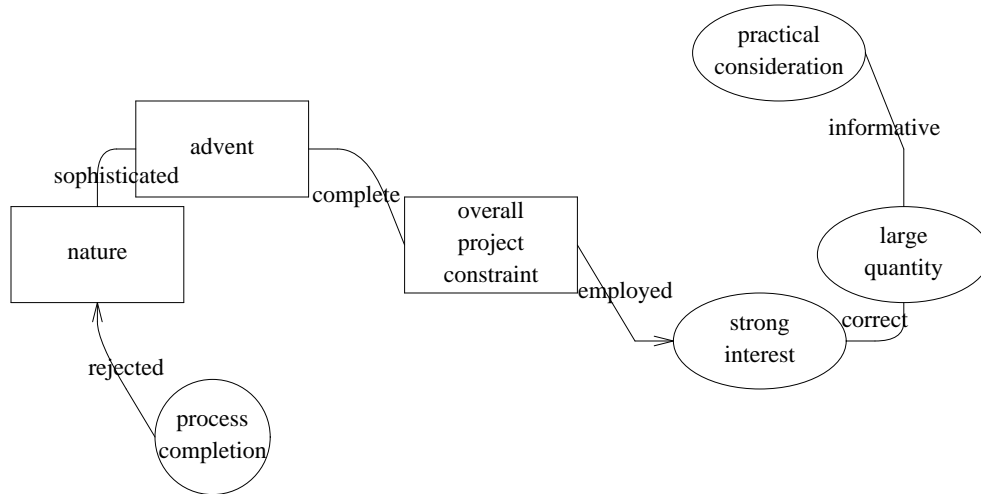 practical
consideration
informative
advent
sophisticated
complete
overall
project
constraint
nature
large
quantity
employed
strong
interest
correct
rejected
process
completion